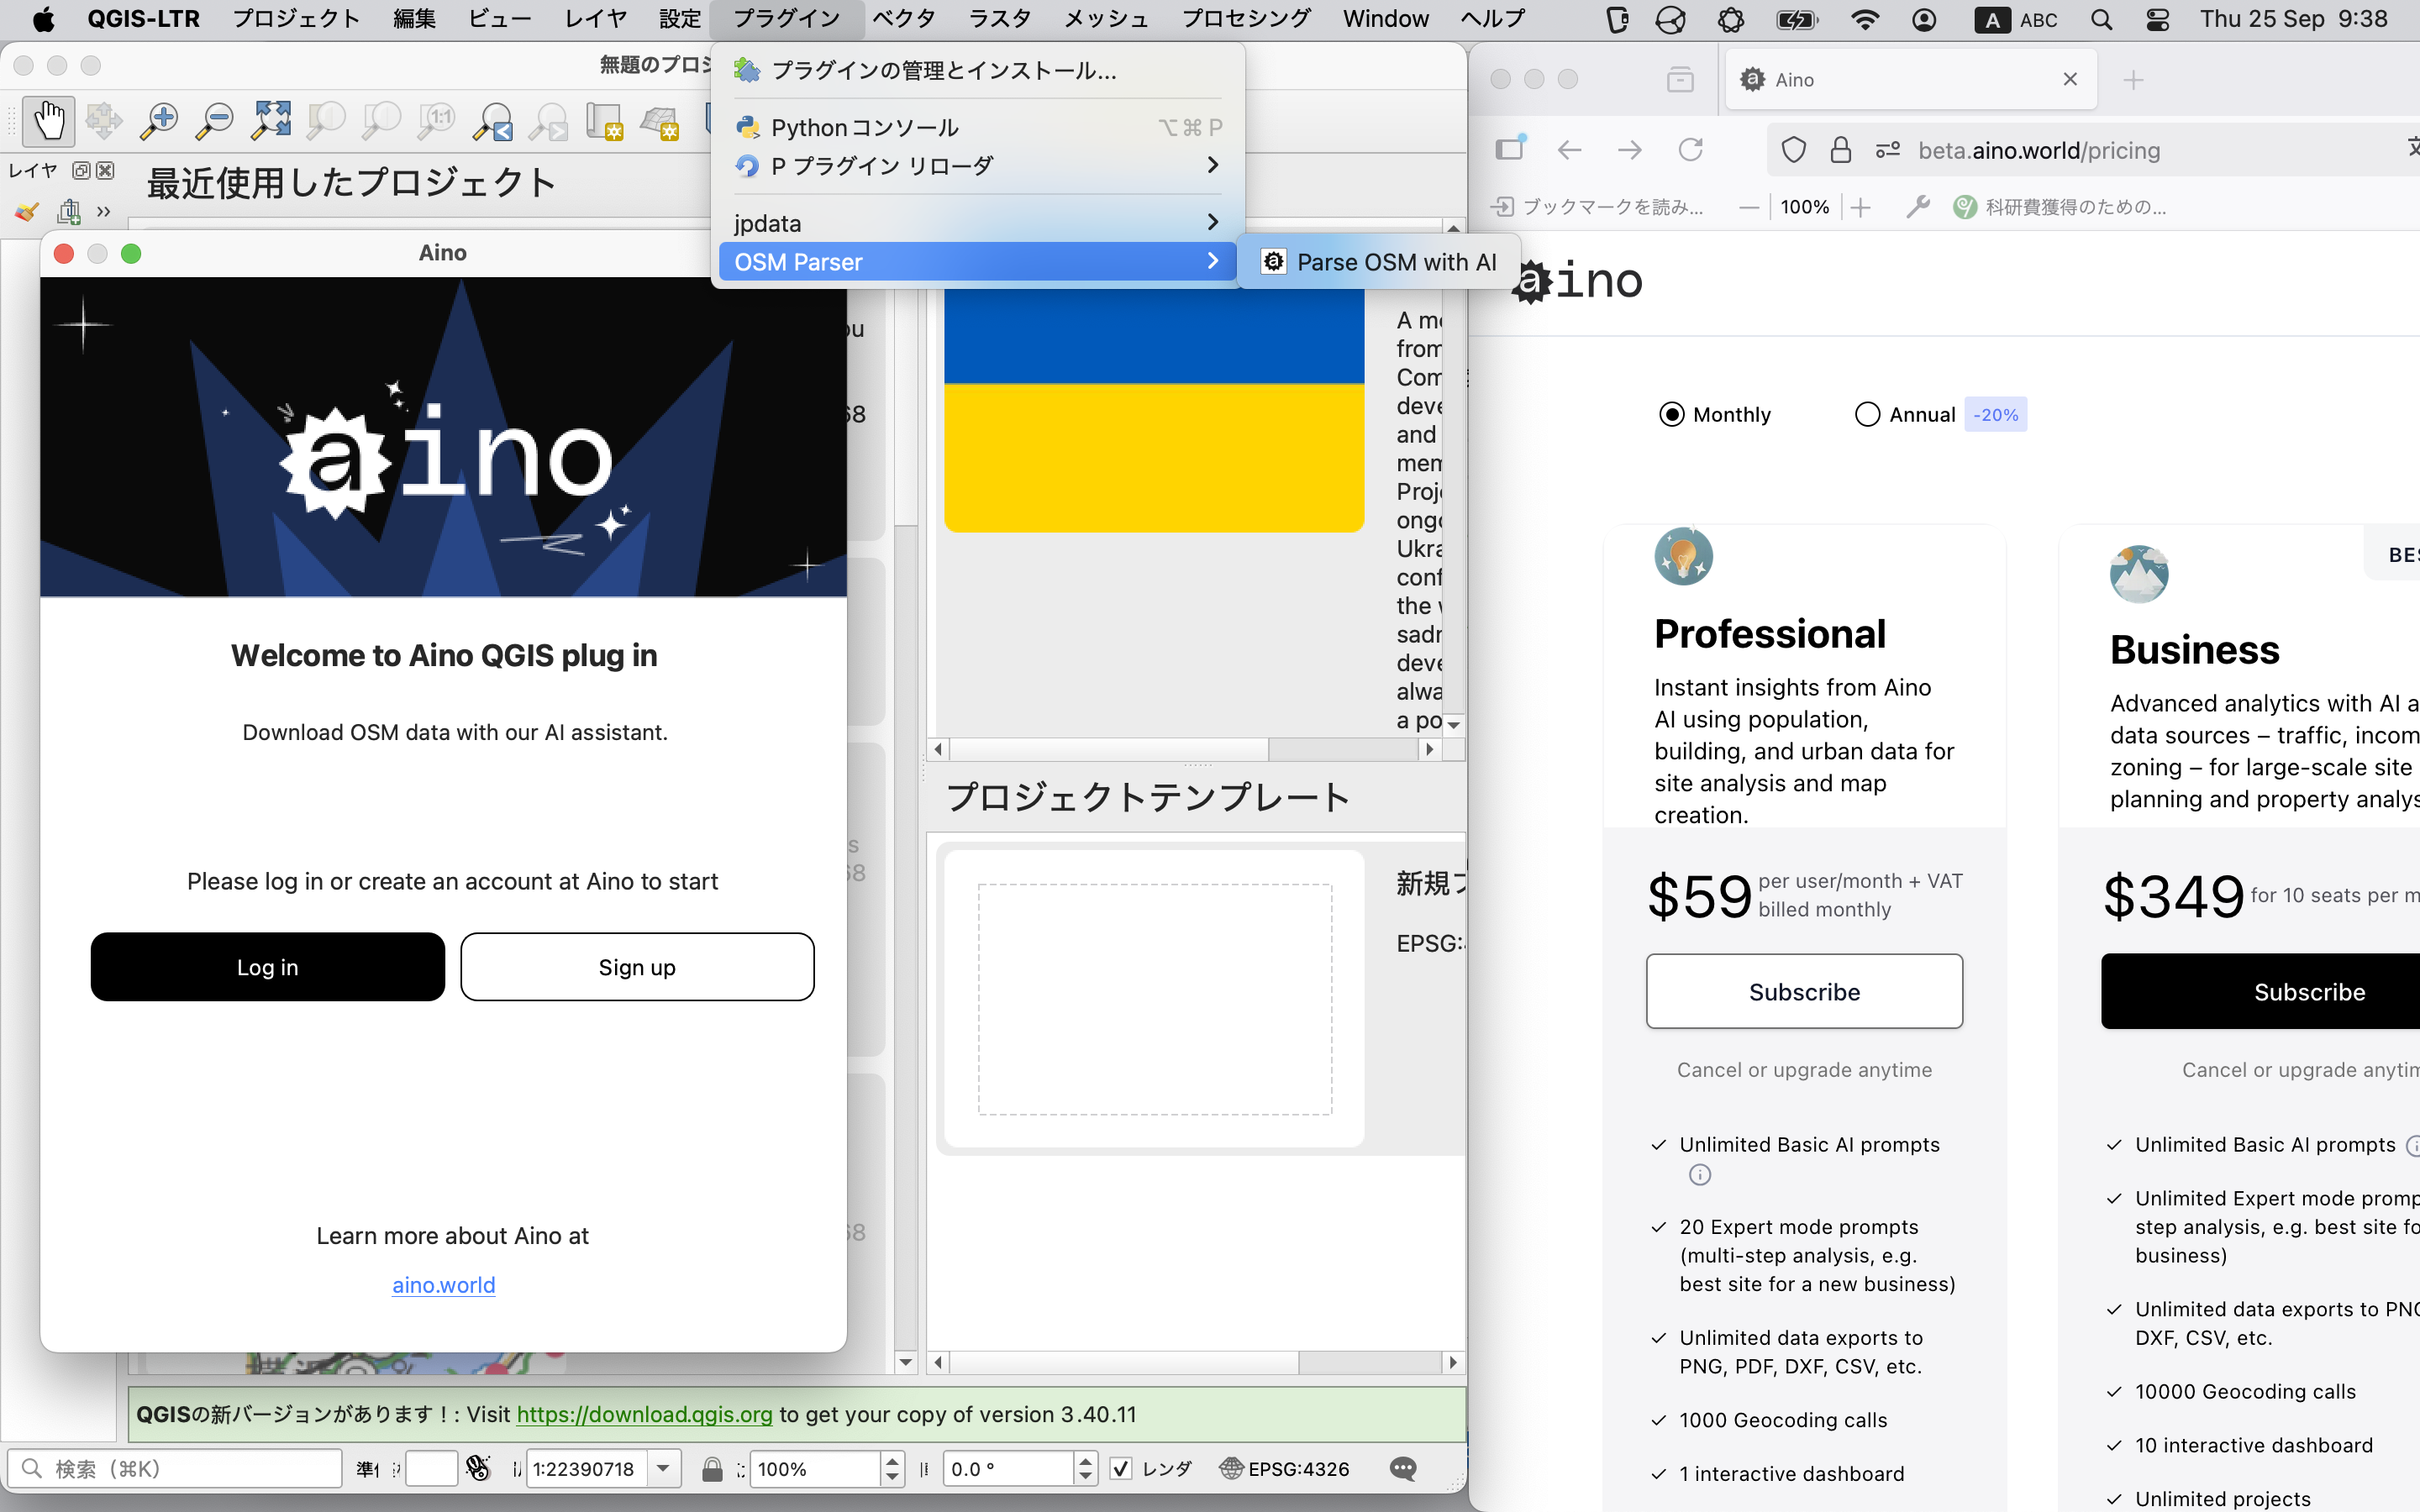 QGIS-LTR プロジェクト 編集 ビュー レイヤ 設定 プラグイン ベクタ ラスタ メッシュ プロセシング Window ヘルプ A ABC Thu 25 Sep 9:38
無題のプロジ
プラグインの管理とインストール...
Pythonコンソール ⌥⌘P
P プラグイン リローダ
jpdata
OSM Parser
Parse OSM with AI
レイヤ
最近使用したプロジェクト
Aino
aino
Welcome to Aino QGIS plug in
Download OSM data with our AI assistant.
Please log in or create an account at Aino to start
Log in Sign up
Learn more about Aino at
aino.world
A m
from
Com
deve
and
mem
Proj
ong
Ukra
conf
the
sadn
deve
alwa
a po
プロジェクトテンプレート
新規
EPSG:
QGISの新バージョンがあります！: Visit https://download.qgis.org to get your copy of version 3.40.11
検索 (⌘K) 1:22390718 100% 0.0 ° レンダ EPSG:4326
Aino
beta.aino.world/pricing
ブックマークを読み... 100% 科研費獲得のための...
aino
Monthly Annual -20%
Professional
Instant insights from Aino
AI using population,
building, and urban data for
site analysis and map
creation.
$59 per user/month + VAT
billed monthly
Subscribe
Cancel or upgrade anytime
Unlimited Basic AI prompts
20 Expert mode prompts
(multi-step analysis, e.g.
best site for a new business)
Unlimited data exports to
PNG, PDF, DXF, CSV, etc.
1000 Geocoding calls
1 interactive dashboard
BES
Business
Advanced analytics with AI a
data sources – traffic, incom
zoning – for large-scale site
planning and property analys
$349 for 10 seats per m
Subscribe
Cancel or upgrade anytim
Unlimited Basic AI prompts
Unlimited Expert mode promp
step analysis, e.g. best site fo
business)
Unlimited data exports to PNG
DXF, CSV, etc.
10000 Geocoding calls
10 interactive dashboard
Unlimited projects